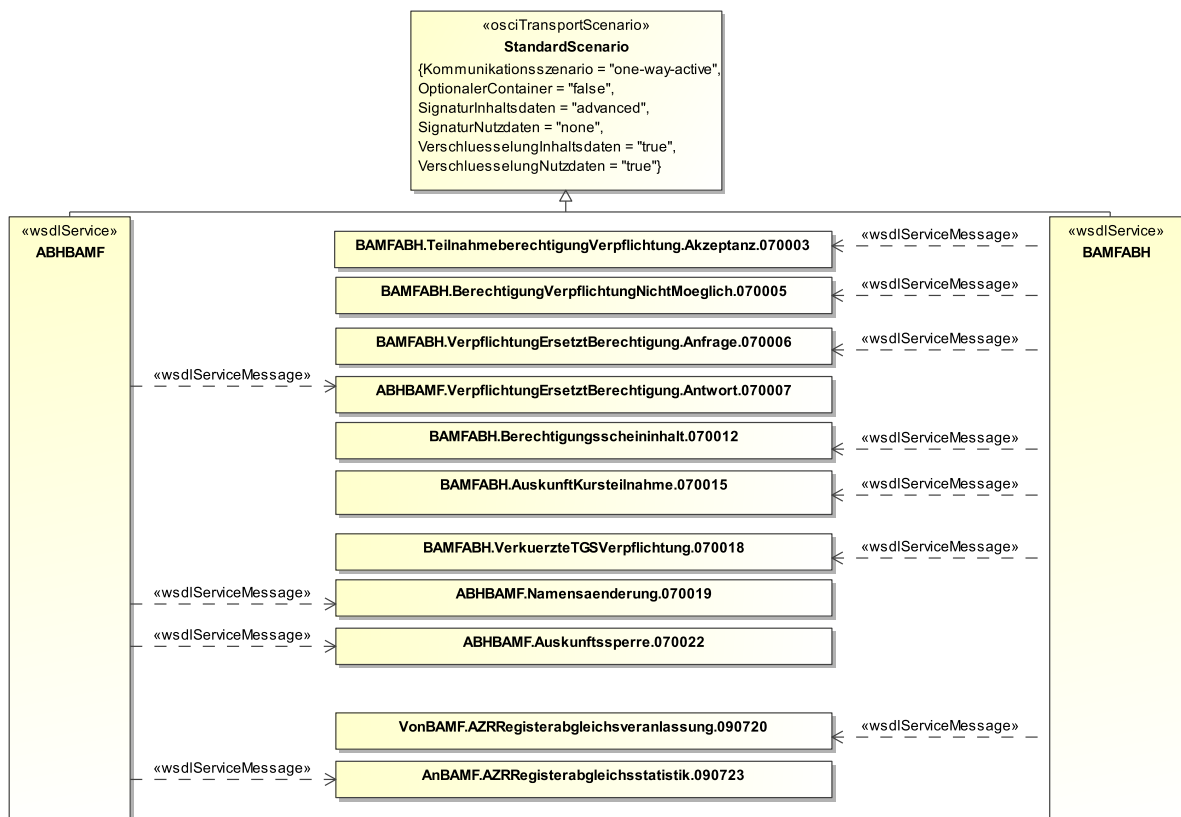 «osciTransportScenario»
StandardScenario
{Kommunikationsszenario = "one-way-active",
OptionalerContainer = "false",
SignaturInhaltsdaten = "advanced",
SignaturNutzdaten = "none",
VerschluesselungInhaltsdaten = "true",
VerschluesselungNutzdaten = "true"}
«wsdlService»
ABHBAMF
«wsdlService»
BAMFABH
BAMFABH.TeilnahmeberechtigungVerpflichtung.Akzeptanz.070003
«wsdlServiceMessage»
BAMFABH.BerechtigungVerpflichtungNichtMoeglich.070005
«wsdlServiceMessage»
BAMFABH.VerpflichtungErsetztBerechtigung.Anfrage.070006
«wsdlServiceMessage»
«wsdlServiceMessage»
ABHBAMF.VerpflichtungErsetztBerechtigung.Antwort.070007
BAMFABH.Berechtigungsscheininhalt.070012
«wsdlServiceMessage»
BAMFABH.AuskunftKursteilnahme.070015
«wsdlServiceMessage»
BAMFABH.VerkuerzteTGSVerpflichtung.070018
«wsdlServiceMessage»
«wsdlServiceMessage»
ABHBAMF.Namensaenderung.070019
«wsdlServiceMessage»
ABHBAMF.Auskunftssperre.070022
VonBAMF.AZRRegisterabgleichsveranlassung.090720
«wsdlServiceMessage»
«wsdlServiceMessage»
AnBAMF.AZRRegisterabgleichsstatistik.090723